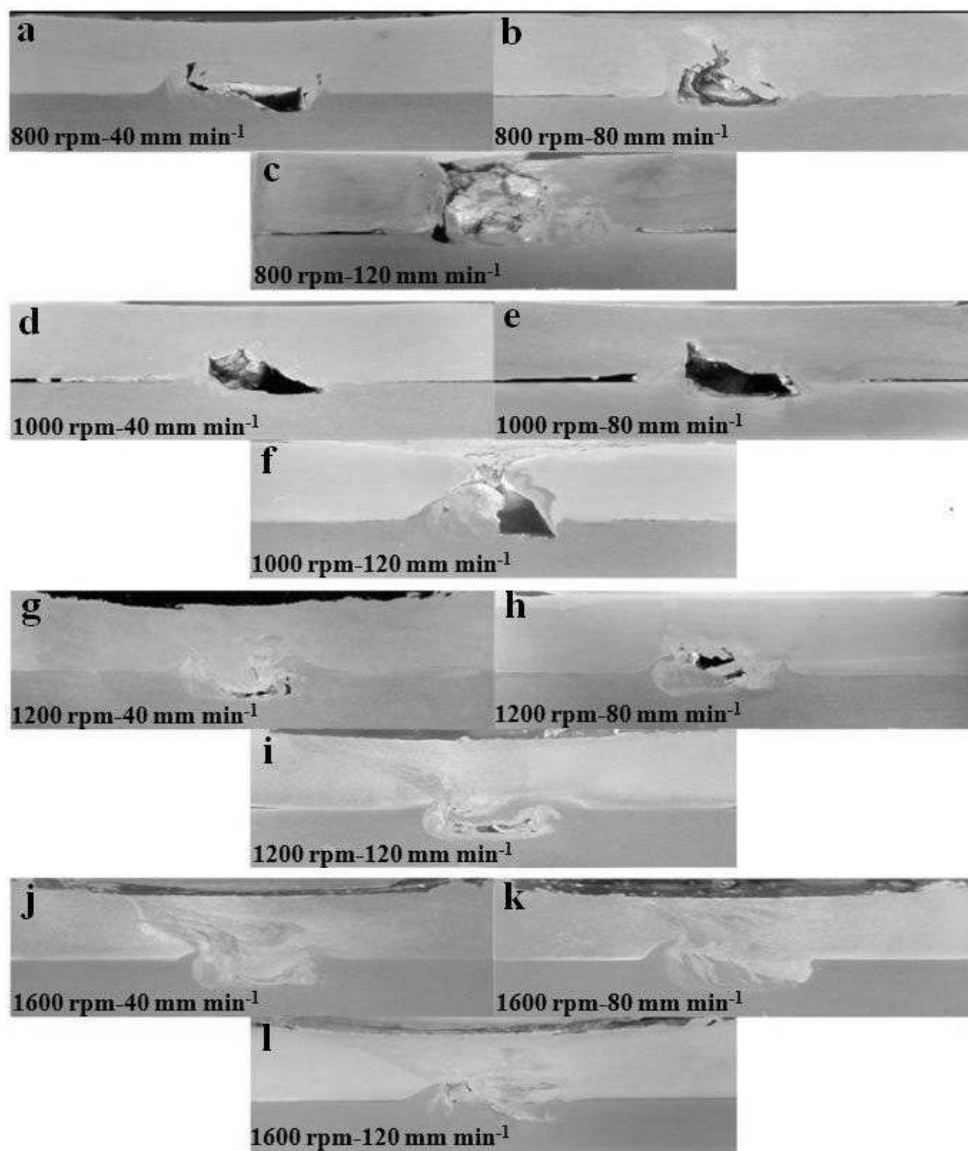 a
800 rpm-40 mm min⁻¹
b
800 rpm-80 mm min⁻¹
c
800 rpm-120 mm min⁻¹
d
1000 rpm-40 mm min⁻¹
e
1000 rpm-80 mm min⁻¹
f
1000 rpm-120 mm min⁻¹
g
1200 rpm-40 mm min⁻¹
h
1200 rpm-80 mm min⁻¹
i
1200 rpm-120 mm min⁻¹
j
1600 rpm-40 mm min⁻¹
k
1600 rpm-80 mm min⁻¹
l
1600 rpm-120 mm min⁻¹